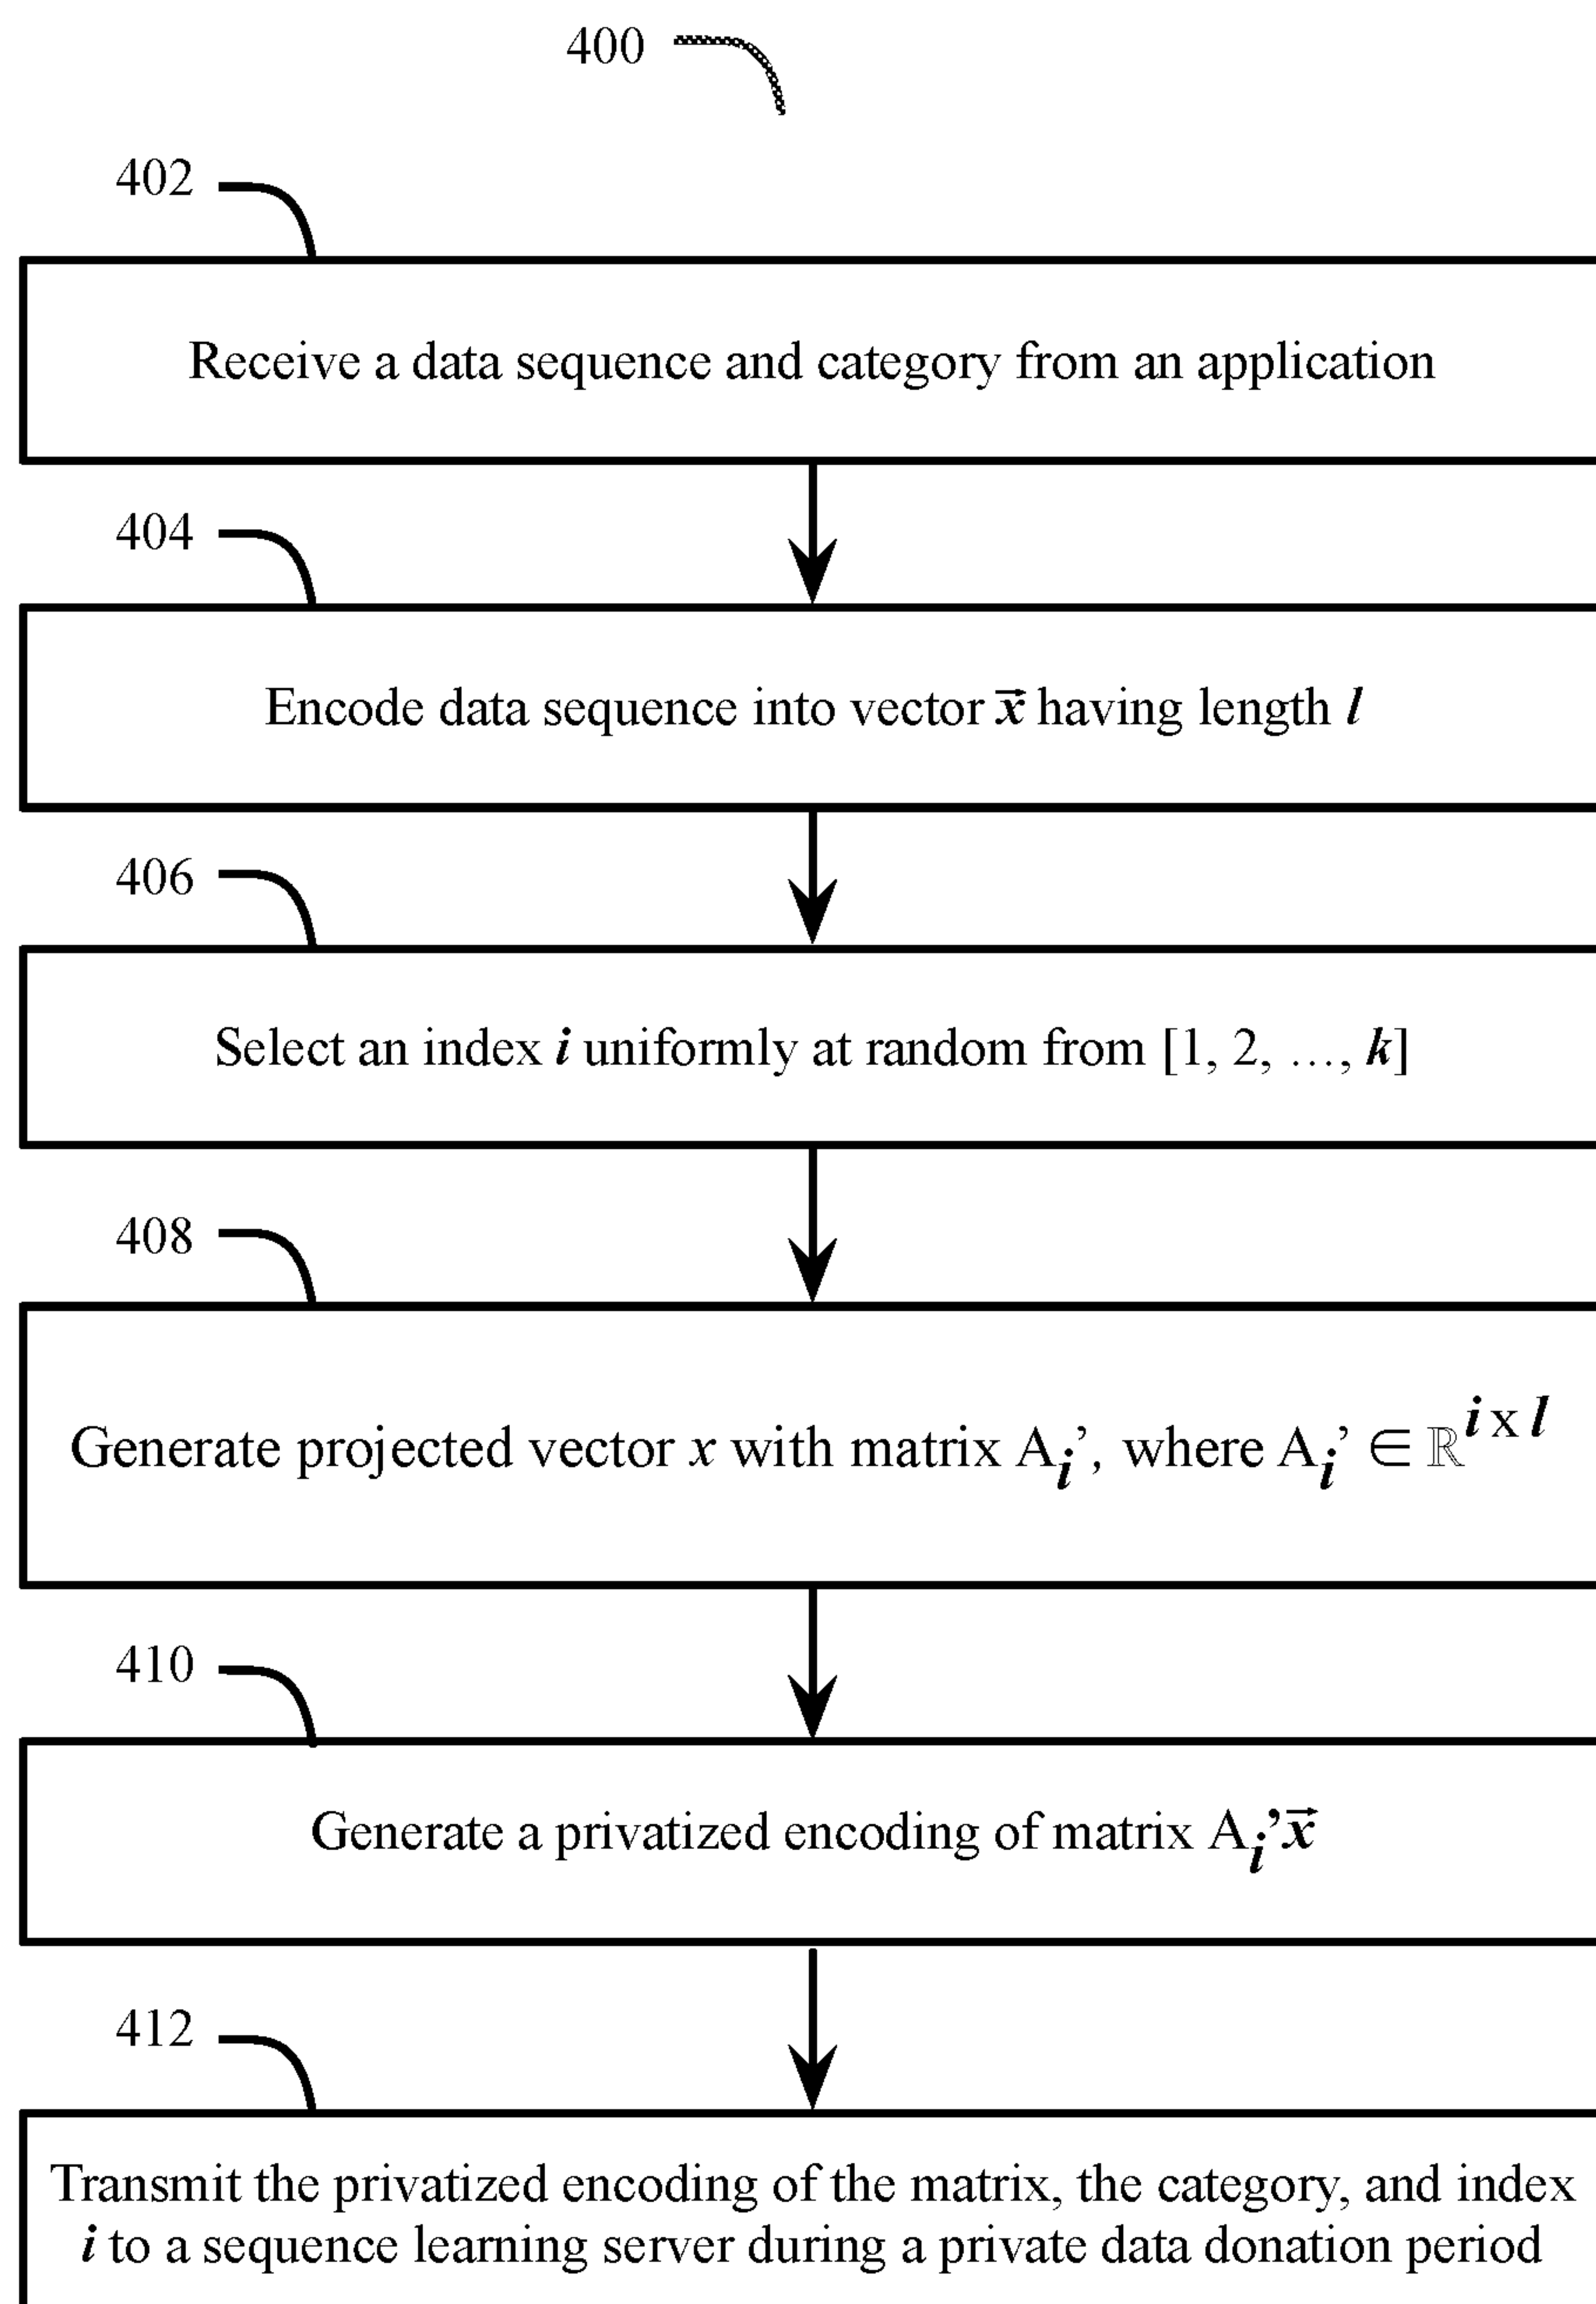 400
402
Receive a data sequence and category from an application
404
Encode data sequence into vector x⃗ having length l
406
Select an index i uniformly at random from [1, 2, …, k]
408
Generate projected vector x with matrix Aᵢ’, where Aᵢ’ ∈ ℝ^i x l
410
Generate a privatized encoding of matrix Aᵢ’x⃗
412
Transmit the privatized encoding of the matrix, the category, and index
i to a sequence learning server during a private data donation period